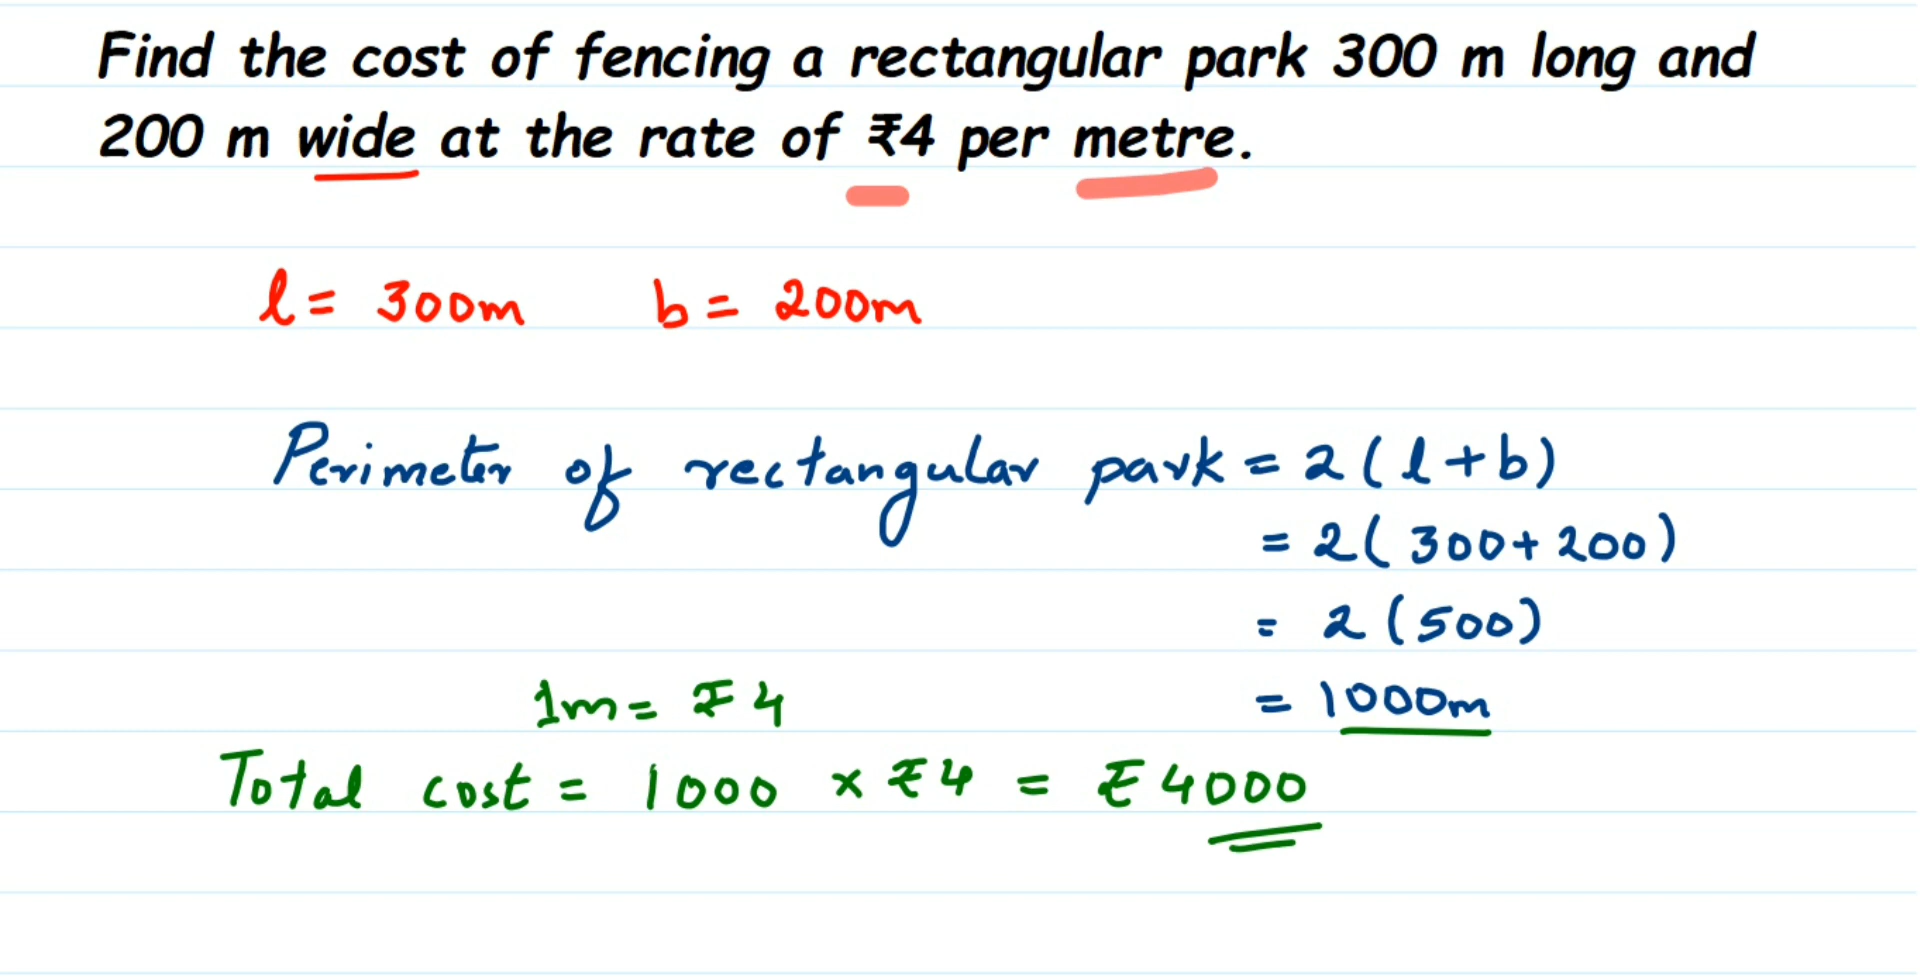 Find the cost of fencing a rectangular park 300 m long and
200 m wide at the rate of ₹4 per metre.
l = 300m b = 200m
Perimeter of rectangular park = 2(l+b)
= 2(300+200)
= 2(500)
= 1000m
1m = ₹4
Total cost = 1000 × ₹4 = ₹4000